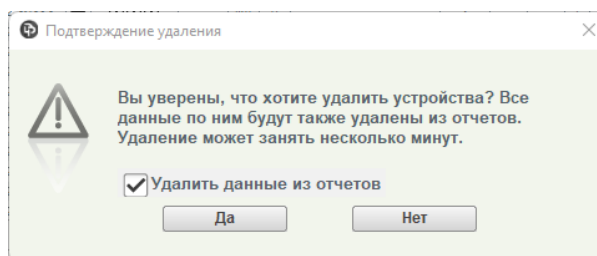 Подтверждение удаления
Вы уверены, что хотите удалить устройства? Все
данные по ним будут также удалены из отчетов.
Удаление может занять несколько минут.
Удалить данные из отчетов
Да
Нет